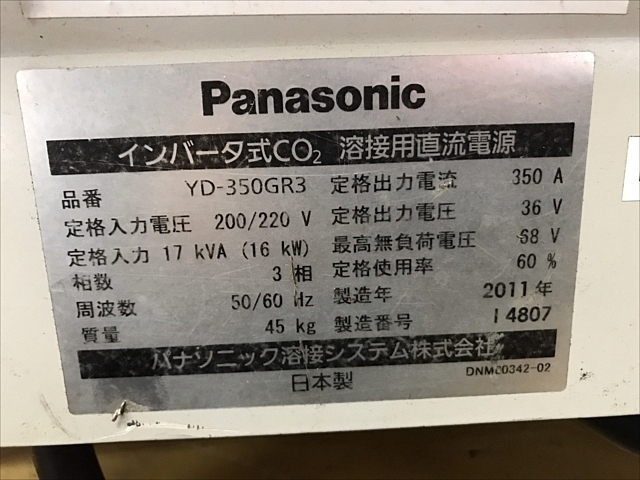 Panasonic
インバータ式CO₂ 溶接用直流電源
品番 YD-350GR3 定格出力電流 350 A
定格入力電圧 200/220 V 定格出力電圧 36 V
定格入力 17 kVA (16 kW) 最高無負荷電圧 68 V
相数 3 相 定格使用率 60 %
周波数 50/60 Hz 製造年 2011 年
質量 45 kg 製造番号 I 4807
パナソニック溶接システム株式会社
日本製 DNMC0342-02